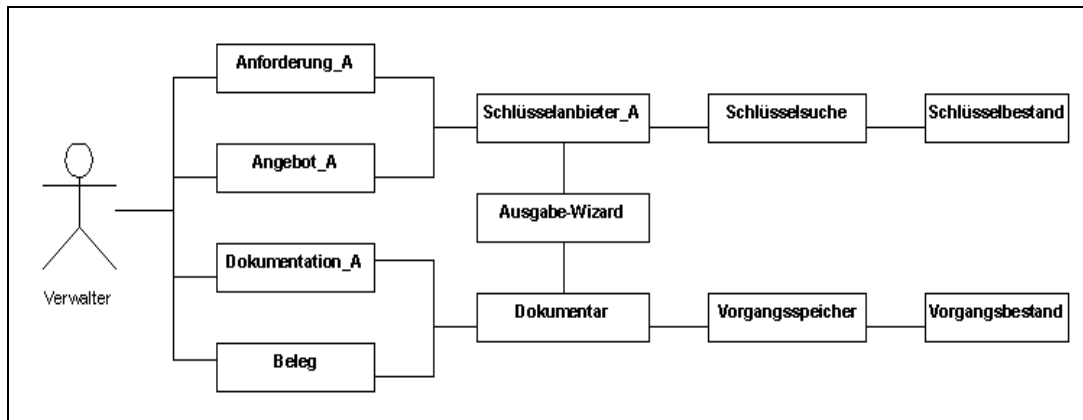 Anforderung_A
Schlüsselanbieter_A
Schlüsselsuche
Schlüsselbestand
Angebot_A
Ausgabe-Wizard
Dokumentation_A
Verwalter
Dokumentar
Vorgangsspeicher
Vorgangsbestand
Beleg